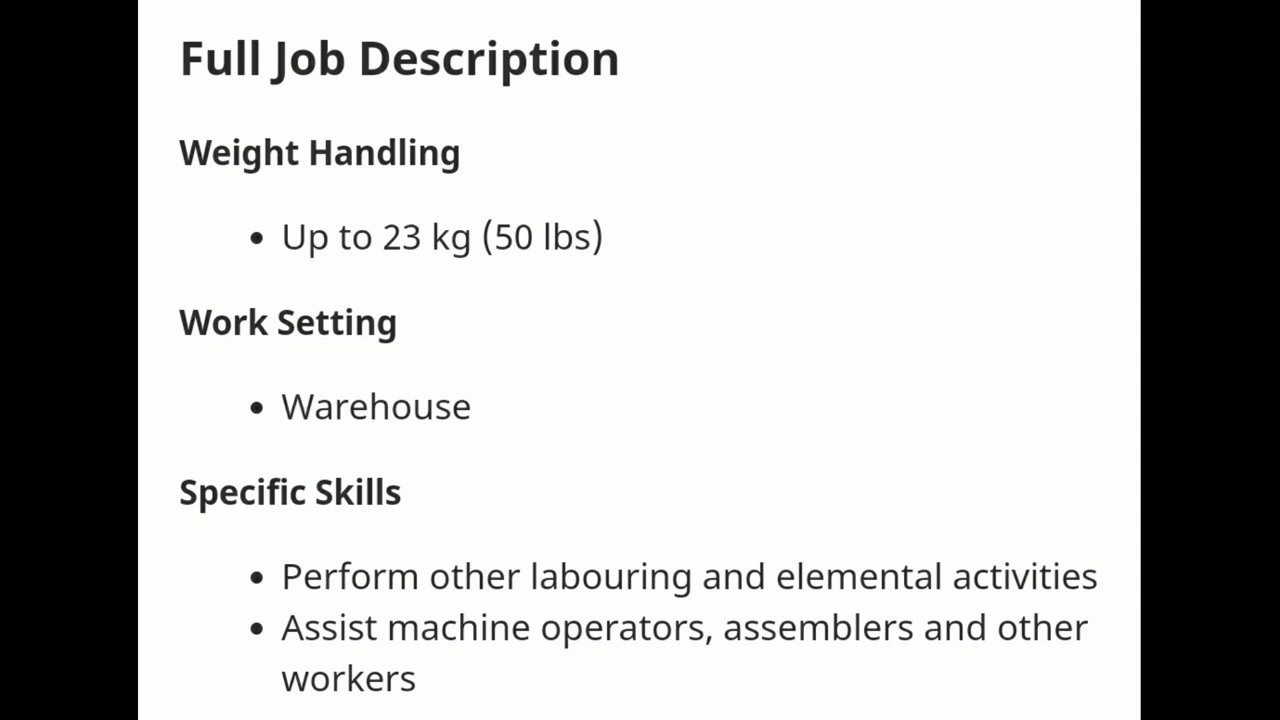 Full Job Description
Weight Handling
• Up to 23 kg (50 lbs)
Work Setting
• Warehouse
Specific Skills
• Perform other labouring and elemental activities
• Assist machine operators, assemblers and other
workers